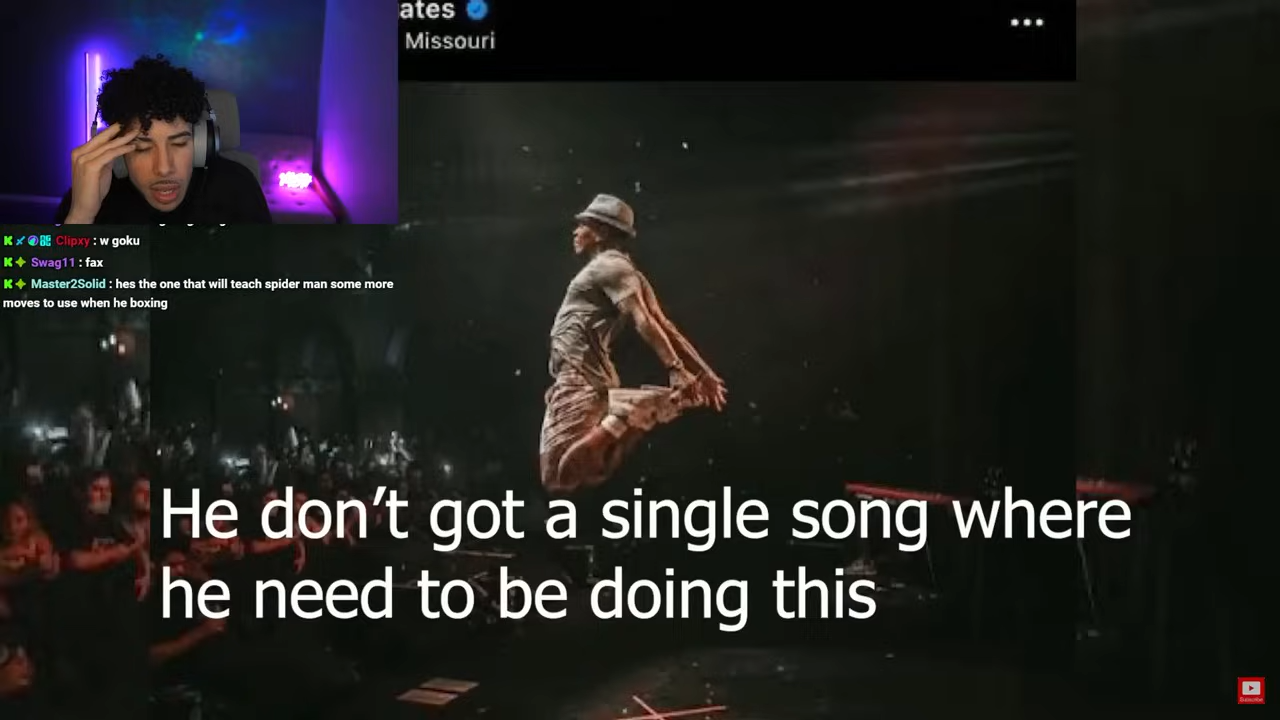 ates
Missouri
Clipxy : w goku
Swag11 : fax
Master2Solid : hes the one that will teach spider man some more
moves to use when he boxing
He don't got a single song where
he need to be doing this
Subscribe